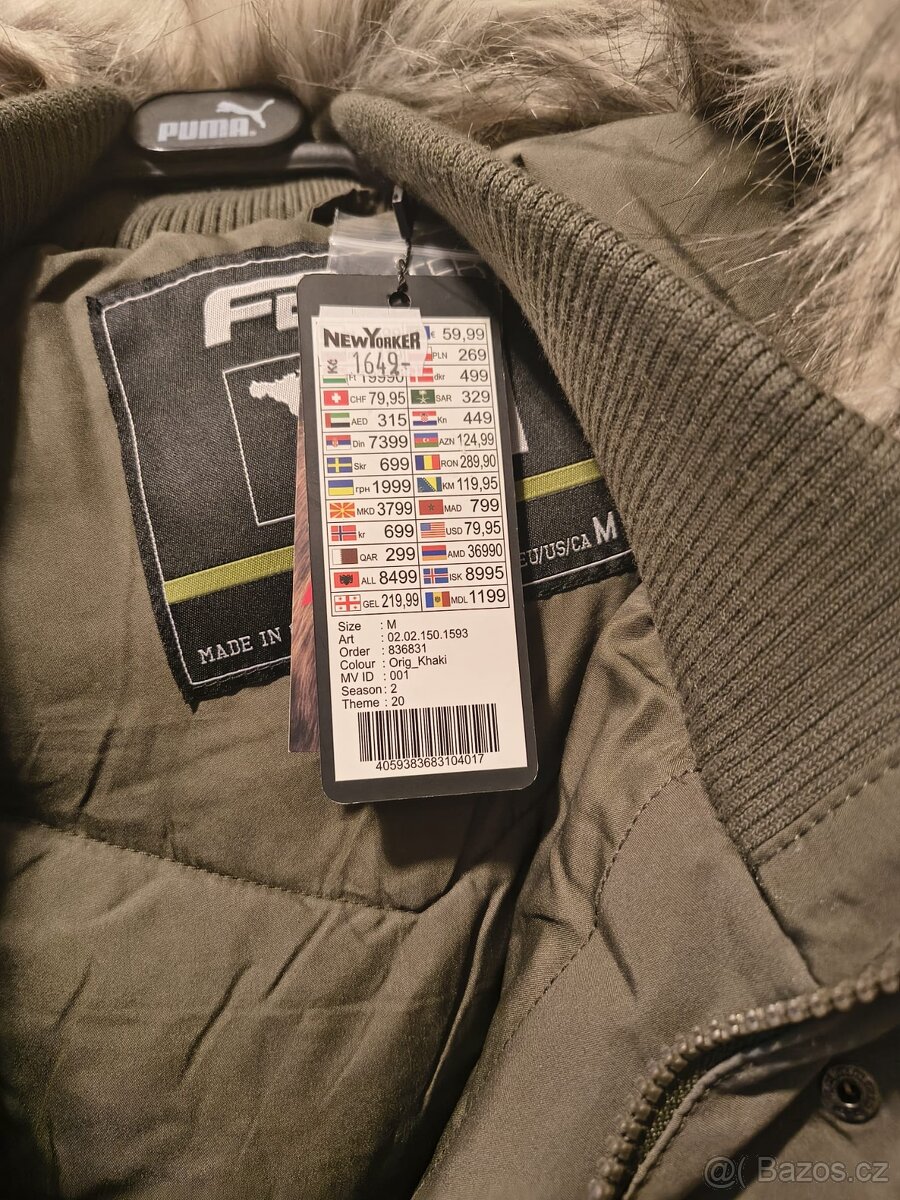 PUMA
NEWYORKER
Kč 1649-
€ 59,99
PLN 269
Ft 19990 dkr 499
CHF 79,95 SAR 329
AED 315 Kn 449
Din 7399 AZN 124,99
Skr 699 RON 289,90
грн 1999 KM 119,95
MKD 3799 MAD 799
kr 699 USD 79,95
QAR 299 AMD 36990
ALL 8499 ISK 8995
GEL 219,99 MDL 1199
Size : M
Art : 02.02.150.1593
Order : 836831
Colour : Orig_Khaki
MV ID : 001
Season : 2
Theme : 20
4059383683104017
EU/US/CA M
MADE IN
@( Bazos.cz